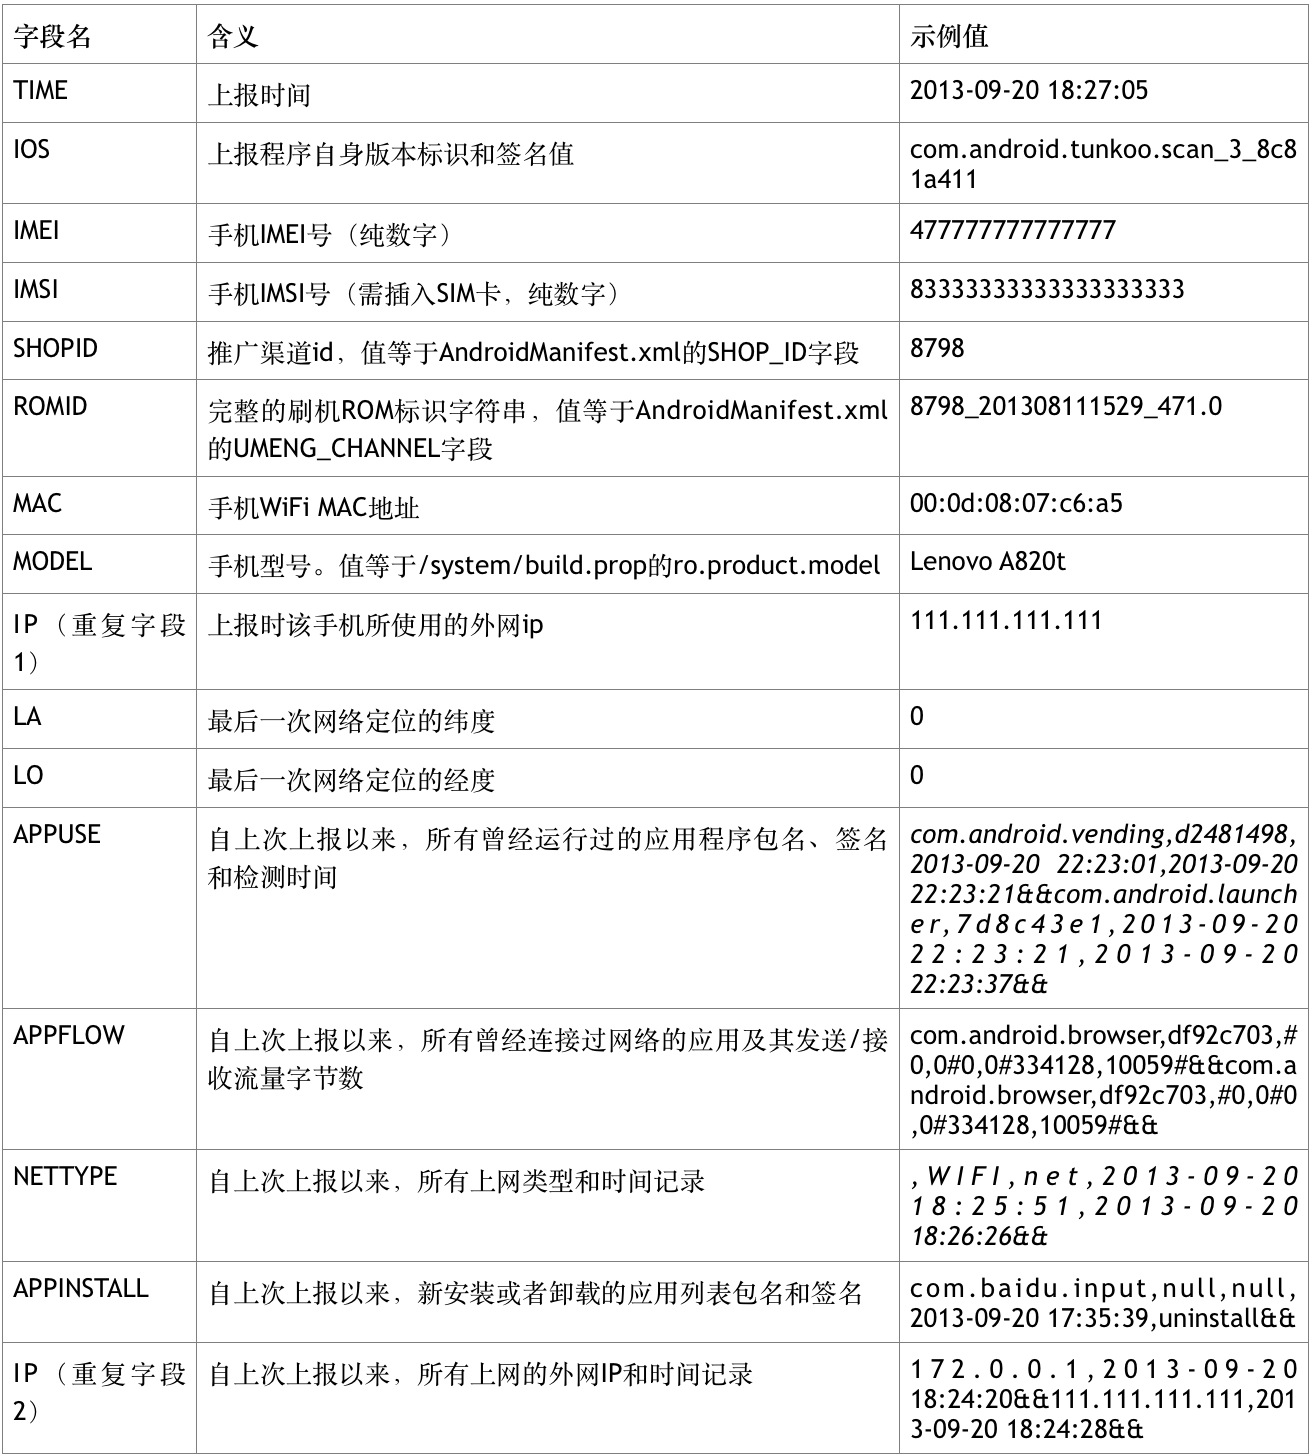 字段名
含义
示例值
TIME
上报时间
2013-09-20 18:27:05
IOS
上报程序自身版本标识和签名值
com.android.tunkoo.scan_3_8c8
1a411
IMEI
手机IMEI号（纯数字）
477777777777777
IMSI
手机IMSI号（需插入SIM卡，纯数字）
83333333333333333333
SHOPID
推广渠道id，值等于AndroidManifest.xml的SHOP_ID字段
8798
ROMID
完整的刷机ROM标识字符串，值等于AndroidManifest.xml
的UMENG_CHANNEL字段
8798_201308111529_471.0
MAC
手机WiFi MAC地址
00:0d:08:07:c6:a5
MODEL
手机型号。值等于/system/build.prop的ro.product.model
Lenovo A820t
IP（重复字段
1）
上报时该手机所使用的外网ip
111.111.111.111
LA
最后一次网络定位的纬度
0
LO
最后一次网络定位的经度
0
APPUSE
自上次上报以来，所有曾经运行过的应用程序包名、签名
和检测时间
com.android.vending,d2481498,
2013-09-20 22:23:01,2013-09-20
22:23:21&&com.android.launch
er,7d8c43e1,2013-09-20
22:23:21,2013-09-20
22:23:37&&
APPFLOW
自上次上报以来，所有曾经连接过网络的应用及其发送/接
收流量字节数
com.android.browser,df92c703,#
0,0#0,0#334128,10059#&&com.a
ndroid.browser,df92c703,#0,0#0
,0#334128,10059#&&
NETTYPE
自上次上报以来，所有上网类型和时间记录
,WIFI,net,2013-09-20
18:25:51,2013-09-20
18:26:26&&
APPINSTALL
自上次上报以来，新安装或者卸载的应用列表包名和签名
com.baidu.input,null,null,
2013-09-20 17:35:39,uninstall&&
IP（重复字段
2）
自上次上报以来，所有上网的外网IP和时间记录
172.0.0.1,2013-09-20
18:24:20&&111.111.111.111,201
3-09-20 18:24:28&&